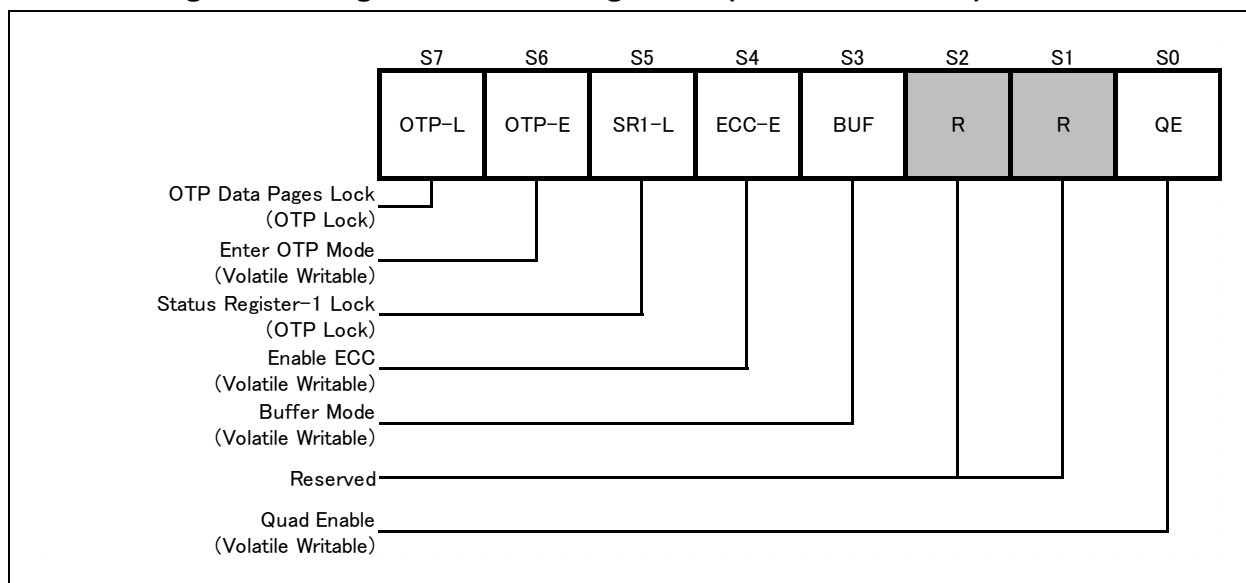 S7 S6 S5 S4 S3 S2 S1 S0
OTP-L OTP-E SR1-L ECC-E BUF R R QE
OTP Data Pages Lock
(OTP Lock)
Enter OTP Mode
(Volatile Writable)
Status Register-1 Lock
(OTP Lock)
Enable ECC
(Volatile Writable)
Buffer Mode
(Volatile Writable)
Reserved
Quad Enable
(Volatile Writable)